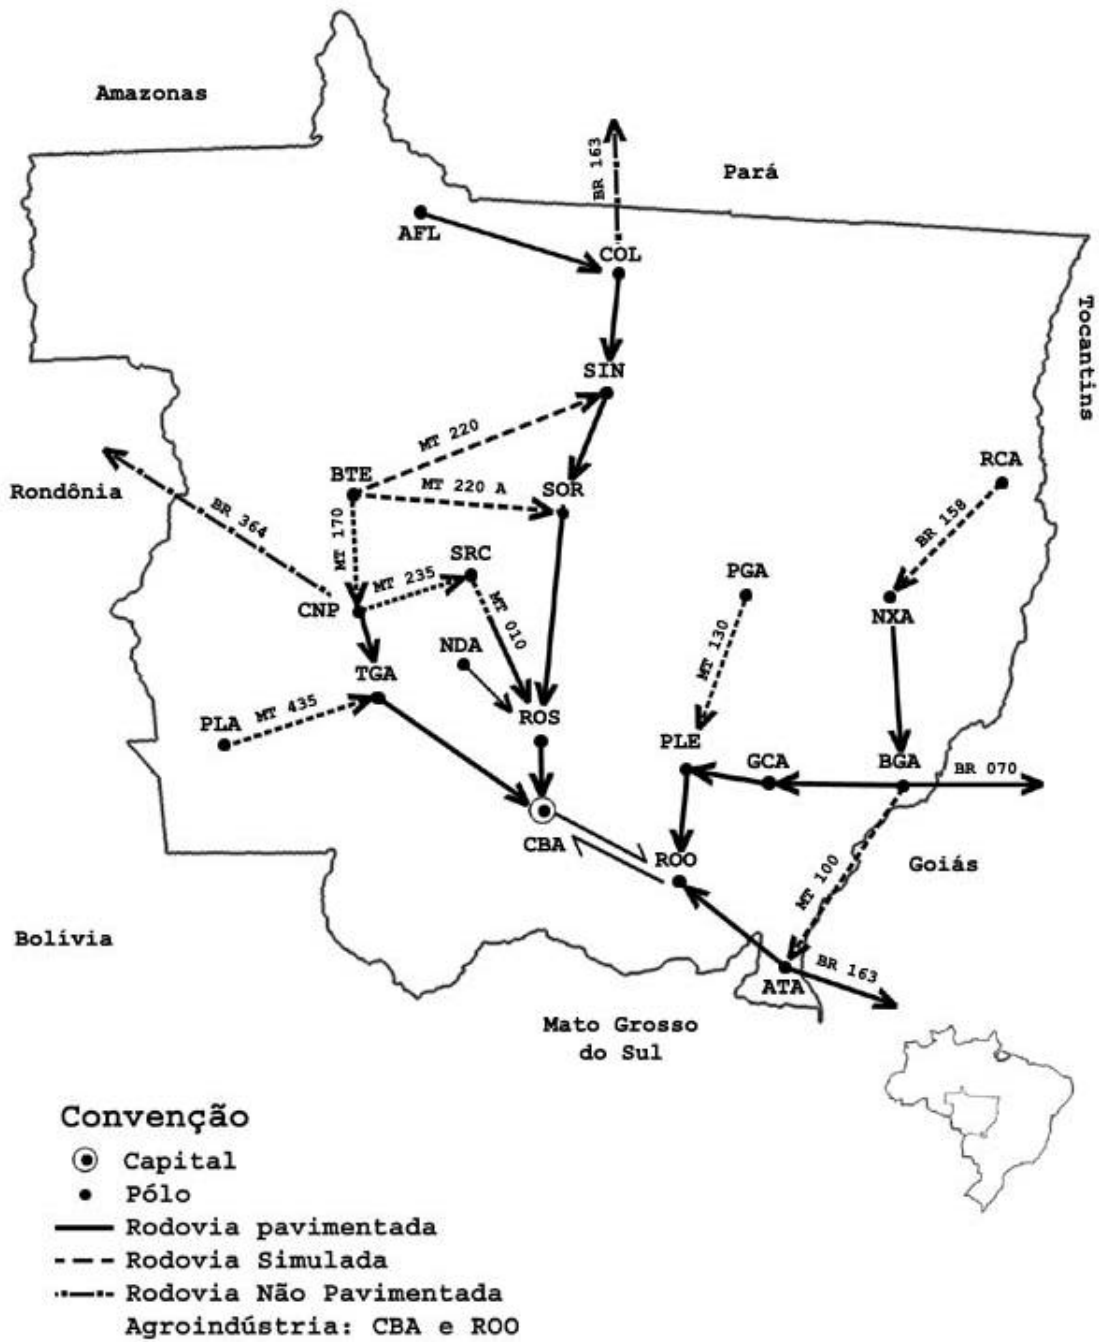 Amazonas
BR 163
Pará
AFL
COL
Tocantins
SIN
MT 220
RCA
BTE
MT 220 A
SOR
Rondônia
BR 364
MT 170
BR 158
SRC
MT 235
PGA
CNP
MT 010
NXA
NDA
MT 130
TGA
PLA
MT 435
ROS
PLE
GCA
BGA
BR 070
CBA
ROO
MT 100
Goiás
Bolívia
BR 163
ATA
Mato Grosso
do Sul
Convenção
Capital
Pólo
Rodovia pavimentada
Rodovia Simulada
Rodovia Não Pavimentada
Agroindústria: CBA e ROO